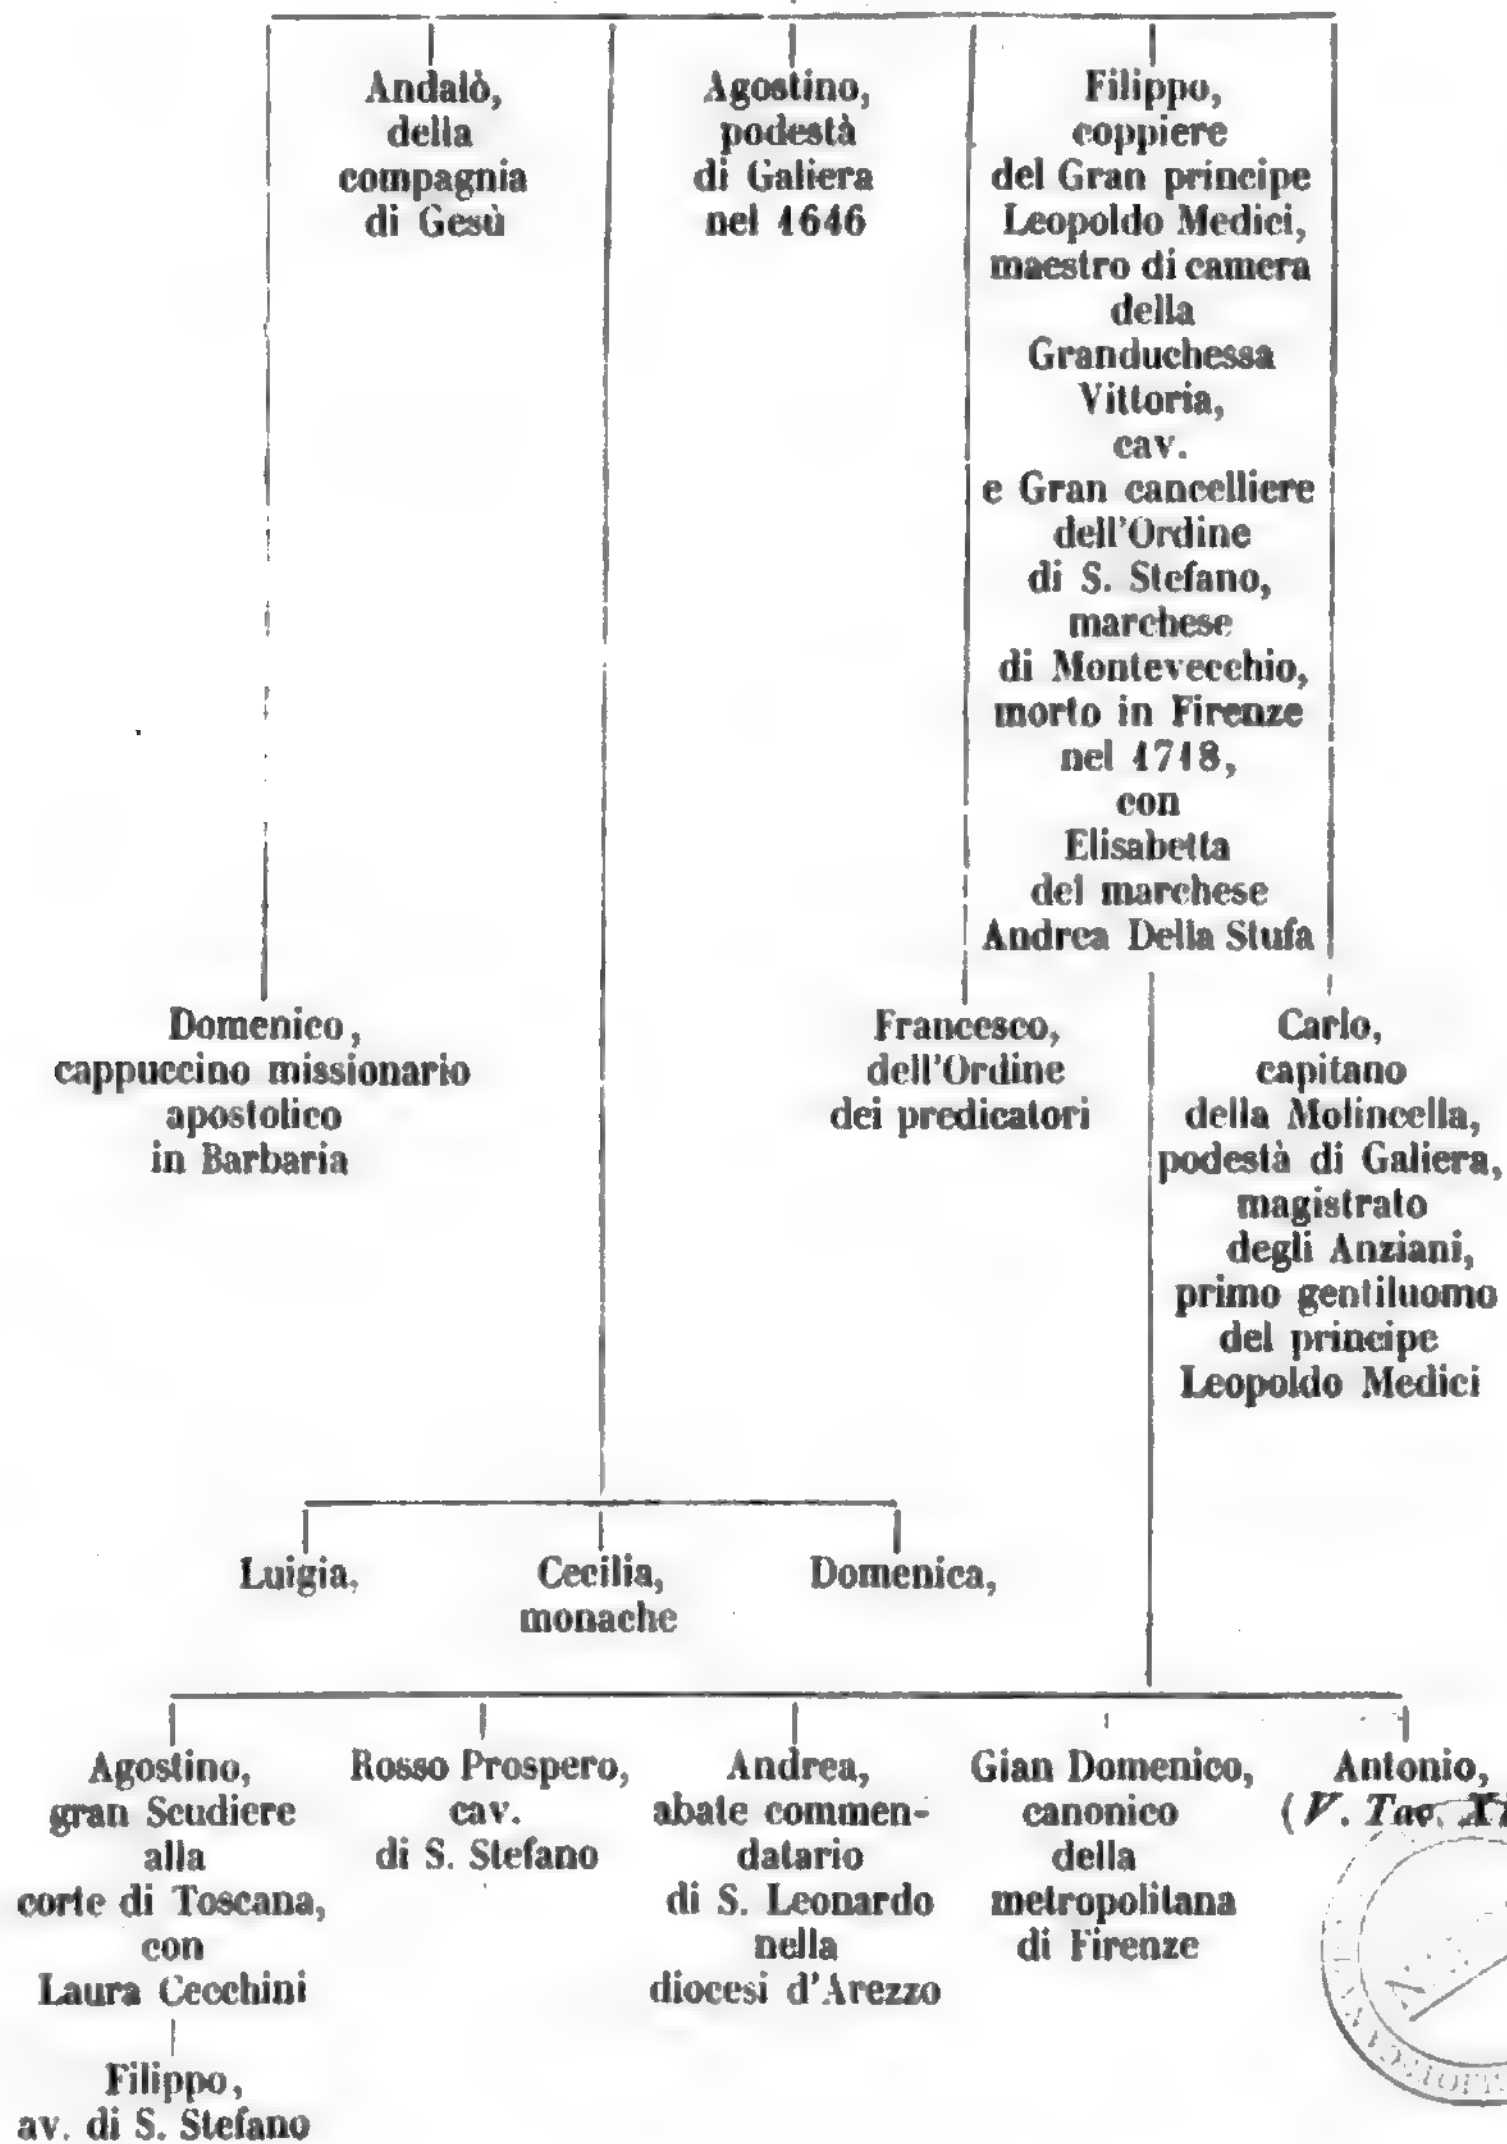 Andalò,
della
compagnia
di Gesù
Agostino,
podestà
di Galiera
nel 1646
Filippo,
coppiere
del Gran principe
Leopoldo Medici,
maestro di camera
della
Granduchessa
Vittoria,
cav.
e Gran cancelliere
dell'Ordine
di S. Stefano,
marchese
di Montevecchio,
morto in Firenze
nel 1718,
con
Elisabetta
del marchese
Andrea Della Stufa
Domenico,
cappuccino missionario
apostolico
in Barbaria
Francesco,
dell'Ordine
dei predicatori
Carlo,
capitano
della Molinella,
podestà di Galiera,
magistrato
degli Anziani,
primo gentiluomo
del principe
Leopoldo Medici
Luigia,
Cecilia,
monache
Domenica,
Agostino,
gran Scudiere
alla
corte di Toscana,
con
Laura Cecchini
Rosso Prospero,
cav.
di S. Stefano
Andrea,
abate commen-
datario
di S. Leonardo
nella
diocesi d'Arezzo
Gian Domenico,
canonico
della
metropolitana
di Firenze
Antonio,
(V. Tav.
Filippo,
av. di S. Stefano